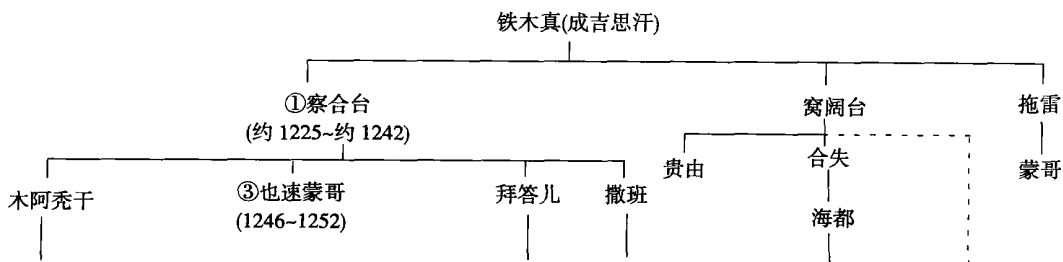 铁木真(成吉思汗)
①察合台
(约 1225~约 1242)
窝阔台
拖雷
木阿秃干
③也速蒙哥
(1246~1252)
拜答儿
撒班
贵由
合失
蒙哥
海都